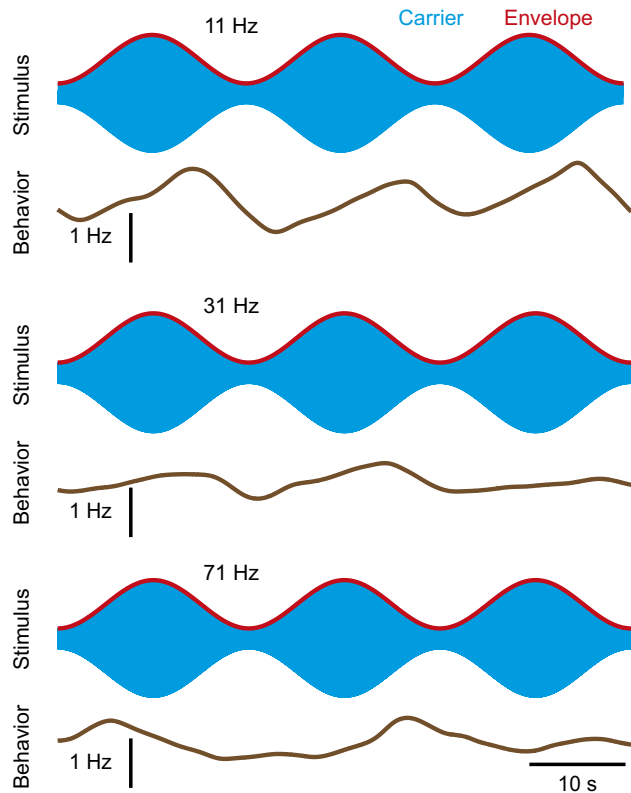 11 Hz Carrier Envelope
Stimulus
Behavior
1 Hz
31 Hz
Stimulus
Behavior
1 Hz
71 Hz
Stimulus
Behavior
1 Hz
10 s